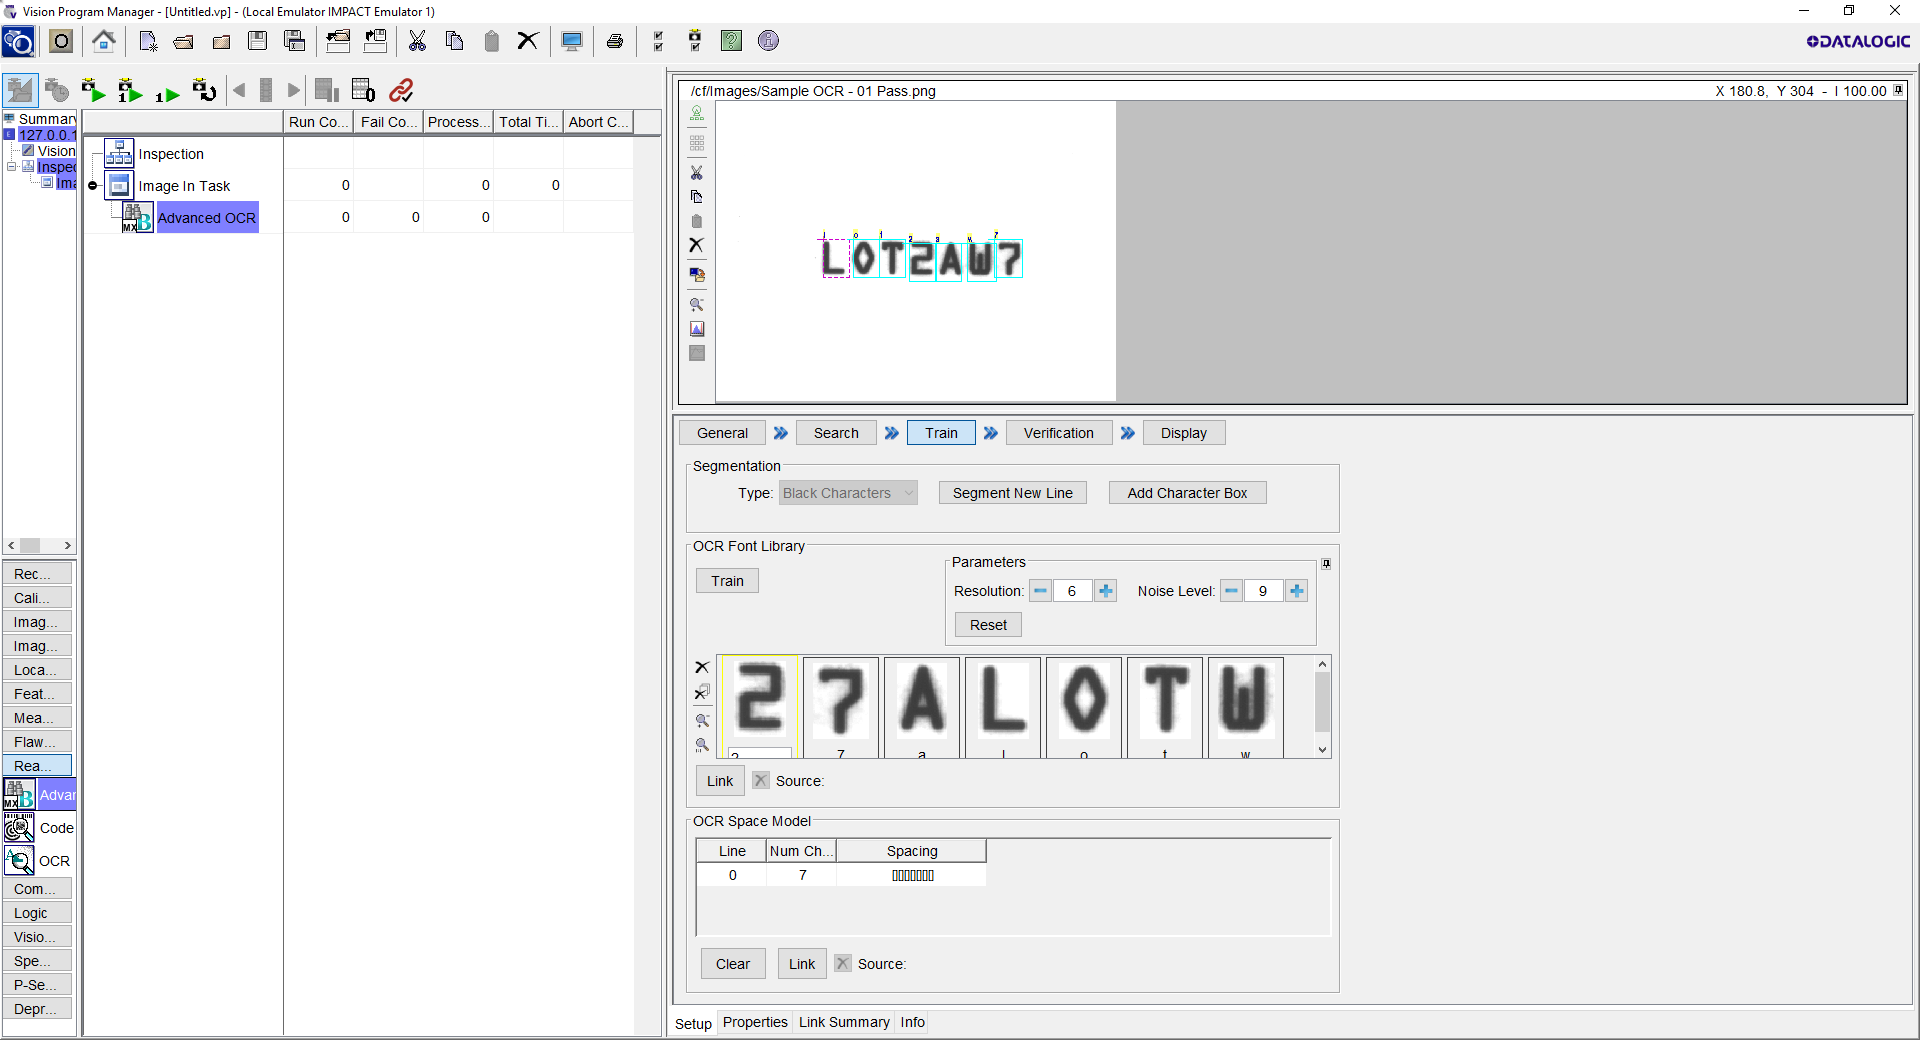 Vision Program Manager - [Untitled.vp] - (Local Emulator IMPACT Emulator 1)
DATALOGIC
Summar
127.0.0.1
Vision
Inspec
Ima
Run Co... Fail Co... Process... Total Ti... Abort C...
Inspection
Image In Task 0 0 0
Advanced OCR 0 0 0
/cf/Images/Sample OCR - 01 Pass.png X 180.8, Y 304 - I 100.00
l o t 2 a w 7
LOT2AW7
General Search Train Verification Display
Segmentation
Type: Black Characters Segment New Line Add Character Box
OCR Font Library
Train
Parameters
Resolution: 6 Noise Level: 9
Reset
2 7 A L O T W
2 7 a l o t w
Link Source:
OCR Space Model
Line Num Ch... Spacing
0 7 
Clear Link Source:
Setup Properties Link Summary Info
Rec...
Cali...
Imag...
Imag...
Loca...
Feat...
Mea...
Flaw...
Rea...
MX Advar
Code
OCR
Com...
Logic
Visio...
Spe...
P-Se...
Depr...